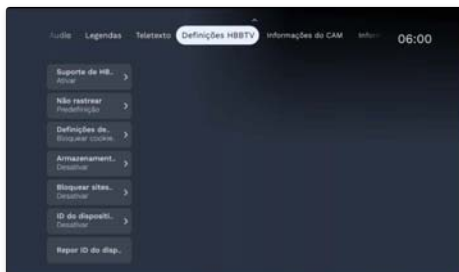 Áudio Legendas Teletexto Definições HBBTV Informações do CAM Infor 06:00
Suporte de HB..
Ativar
Não rastrear
Predefinição
Definições de..
Bloquear cookie.
Armazenament..
Desativar
Bloquear sites..
Desativar
ID do dispositi..
Desativar
Repor ID do disp..